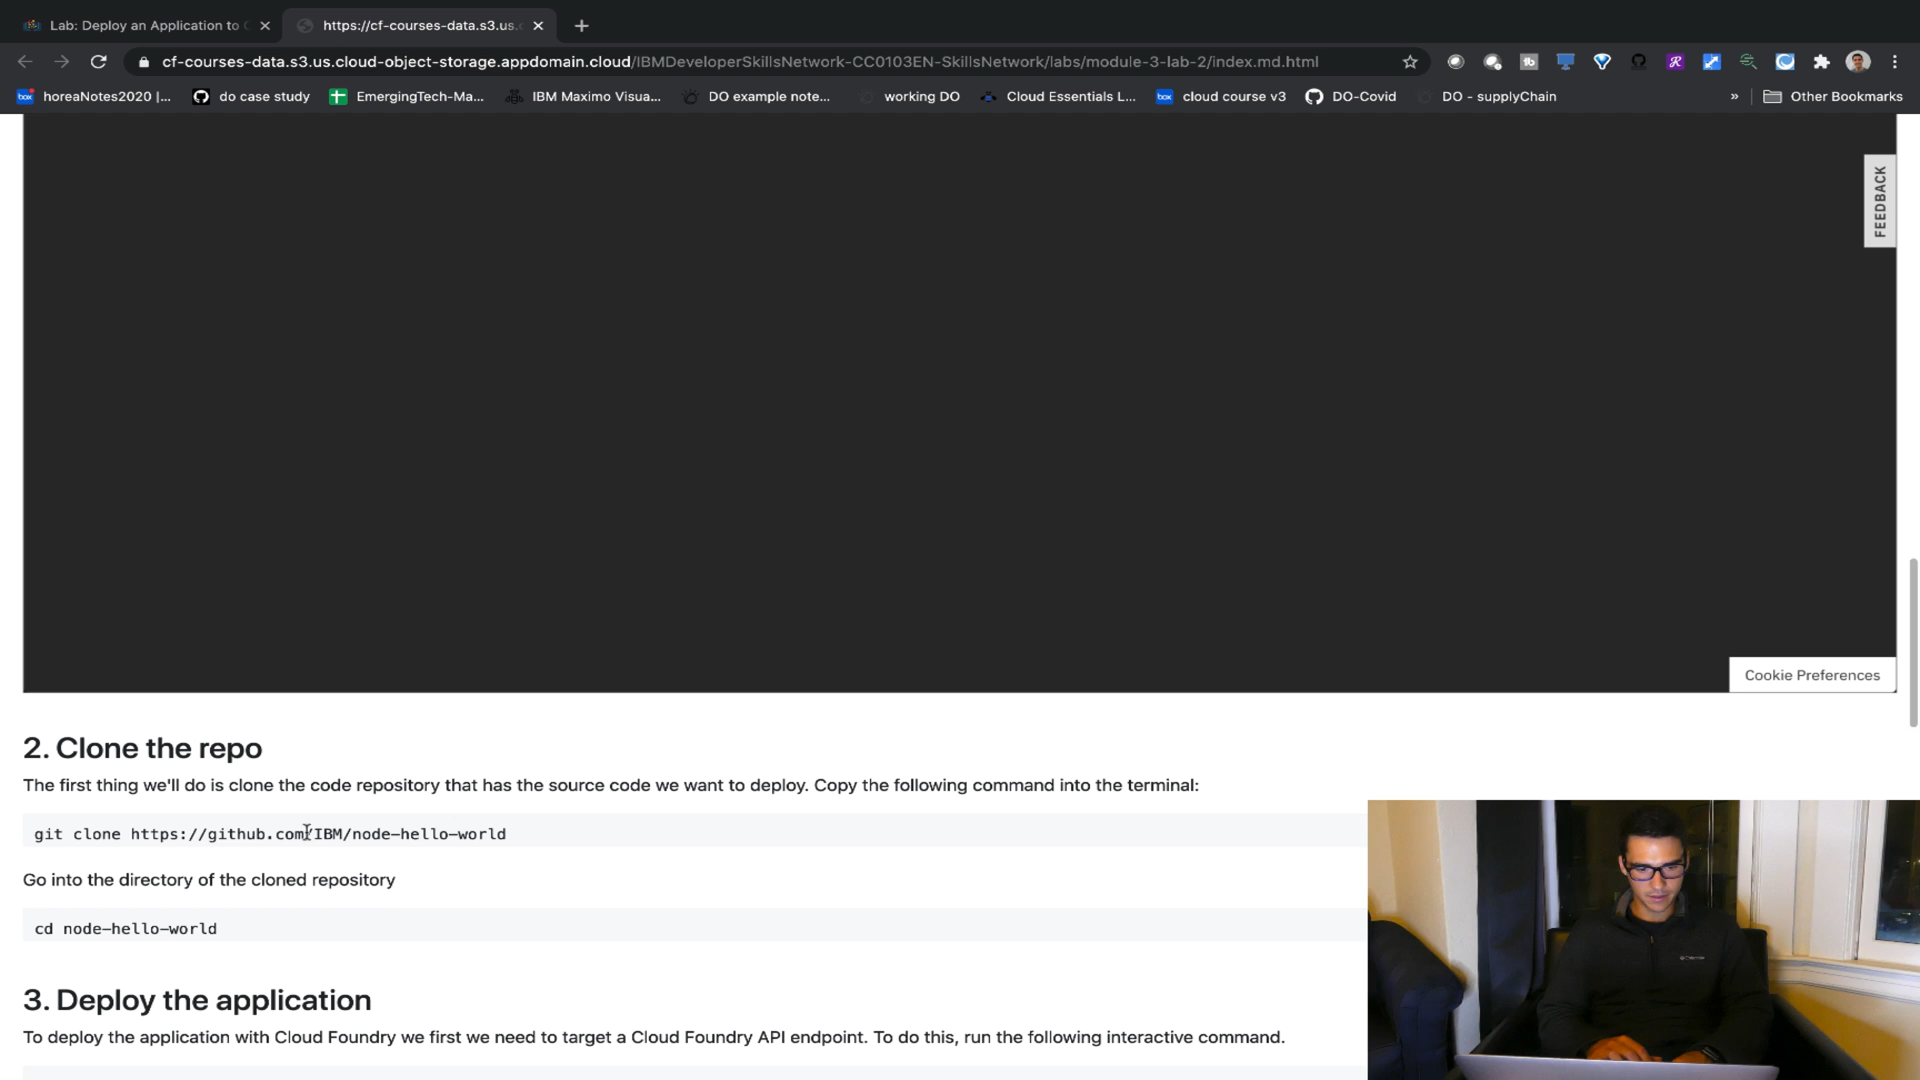 Lab: Deploy an Application to C
https://cf-courses-data.s3.us.c
cf-courses-data.s3.us.cloud-object-storage.appdomain.cloud/IBMDeveloperSkillsNetwork-CC0103EN-SkillsNetwork/labs/module-3-lab-2/index.md.html
box horeaNotes2020 |... do case study EmergingTech-Ma... IBM Maximo Visua... DO example note... working DO Cloud Essentials L... box cloud course v3 DO-Covid DO - supplyChain » Other Bookmarks
FEEDBACK
Cookie Preferences
2. Clone the repo
The first thing we'll do is clone the code repository that has the source code we want to deploy. Copy the following command into the terminal:
git clone https://github.com/IBM/node-hello-world
Go into the directory of the cloned repository
cd node-hello-world
3. Deploy the application
To deploy the application with Cloud Foundry we first we need to target a Cloud Foundry API endpoint. To do this, run the following interactive command.